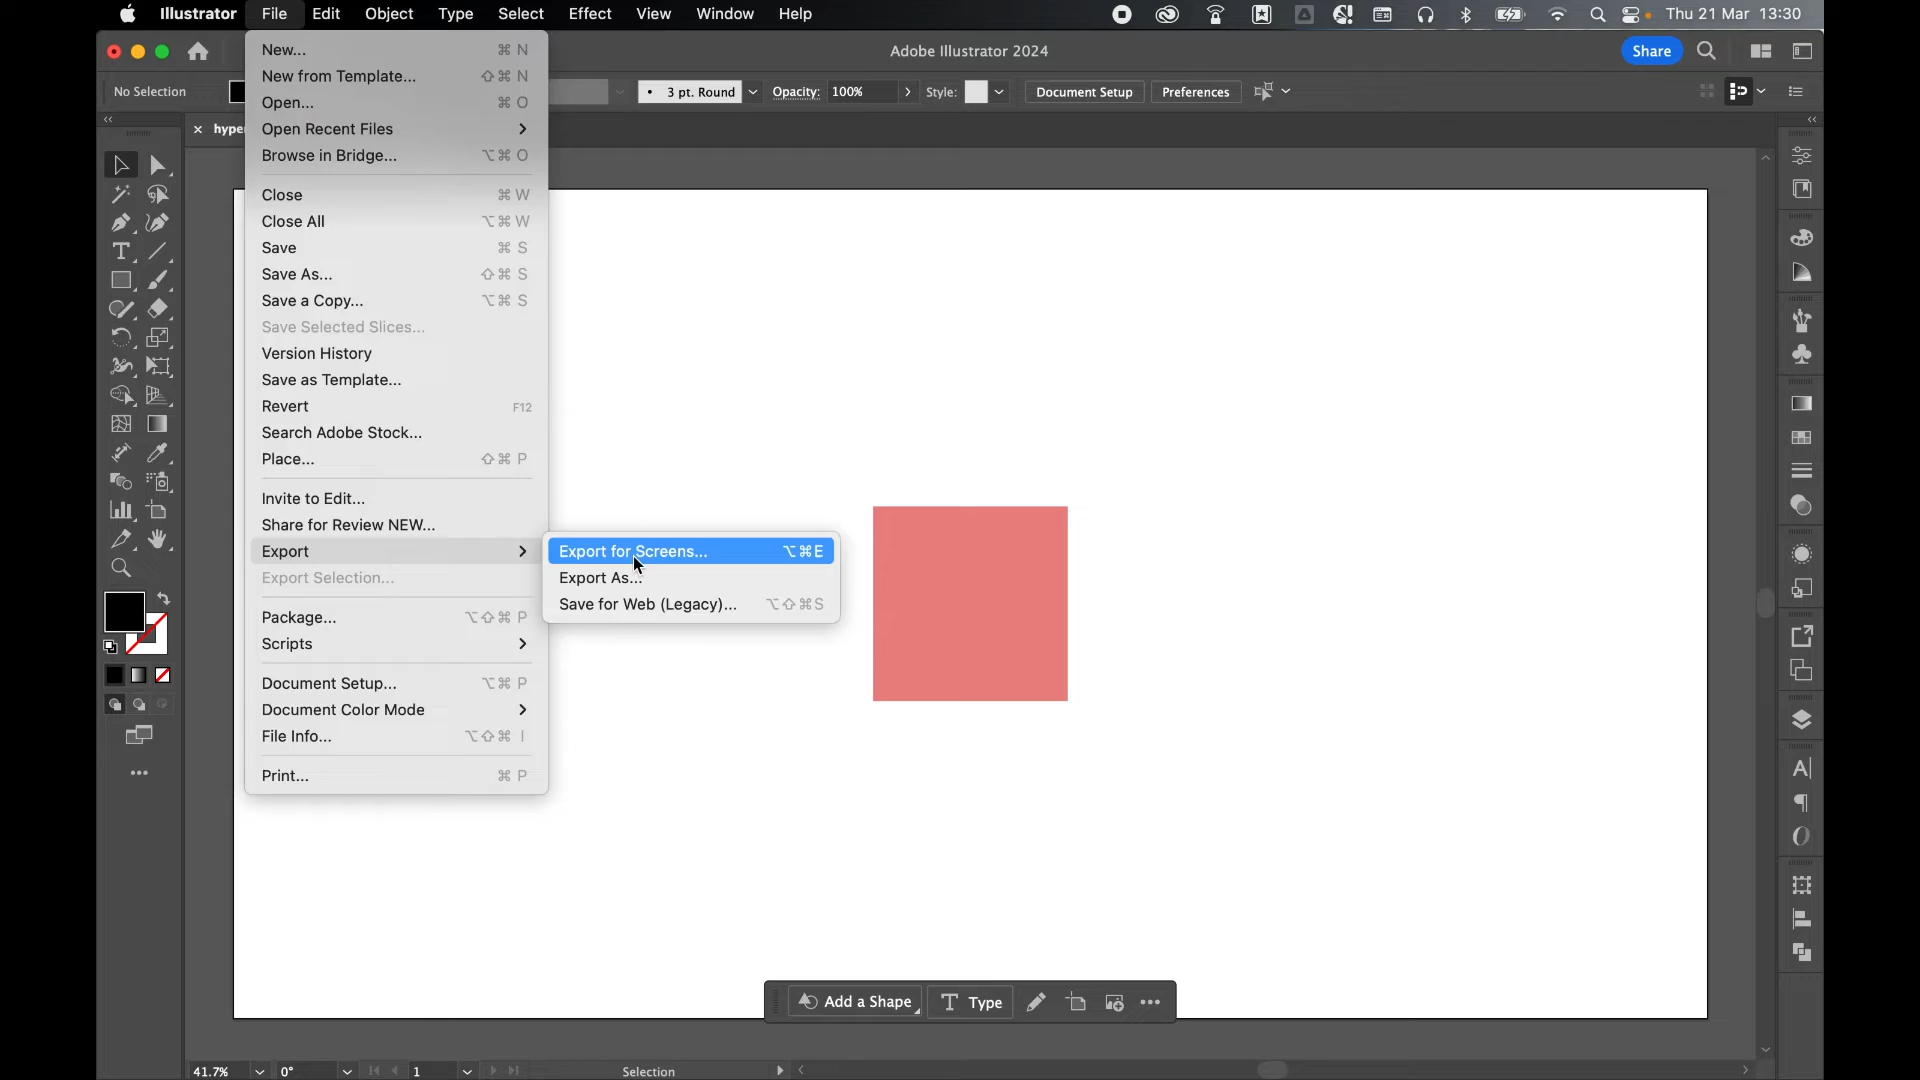 Illustrator File Edit Object Type Select Effect View Window Help Thu 21 Mar 13:30
Adobe Illustrator 2024 Share
No Selection 3 pt. Round Opacity: 100% Style: Document Setup Preferences
hype
New... ⌘ N
New from Template... ⇧⌘ N
Open... ⌘ O
Open Recent Files
Browse in Bridge... ⌥⌘ O
Close ⌘ W
Close All ⌥⌘ W
Save ⌘ S
Save As... ⇧⌘ S
Save a Copy... ⌥⌘ S
Save Selected Slices...
Version History
Save as Template...
Revert F12
Search Adobe Stock...
Place... ⇧⌘ P
Invite to Edit...
Share for Review NEW...
Export
Export Selection...
Package... ⌥⇧⌘ P
Scripts
Document Setup... ⌥⌘ P
Document Color Mode
File Info... ⌥⇧⌘ I
Print... ⌘ P
Export for Screens... ⌥⌘E
Export As...
Save for Web (Legacy)... ⌥⇧⌘S
Add a Shape Type
41.7% 0° 1 Selection